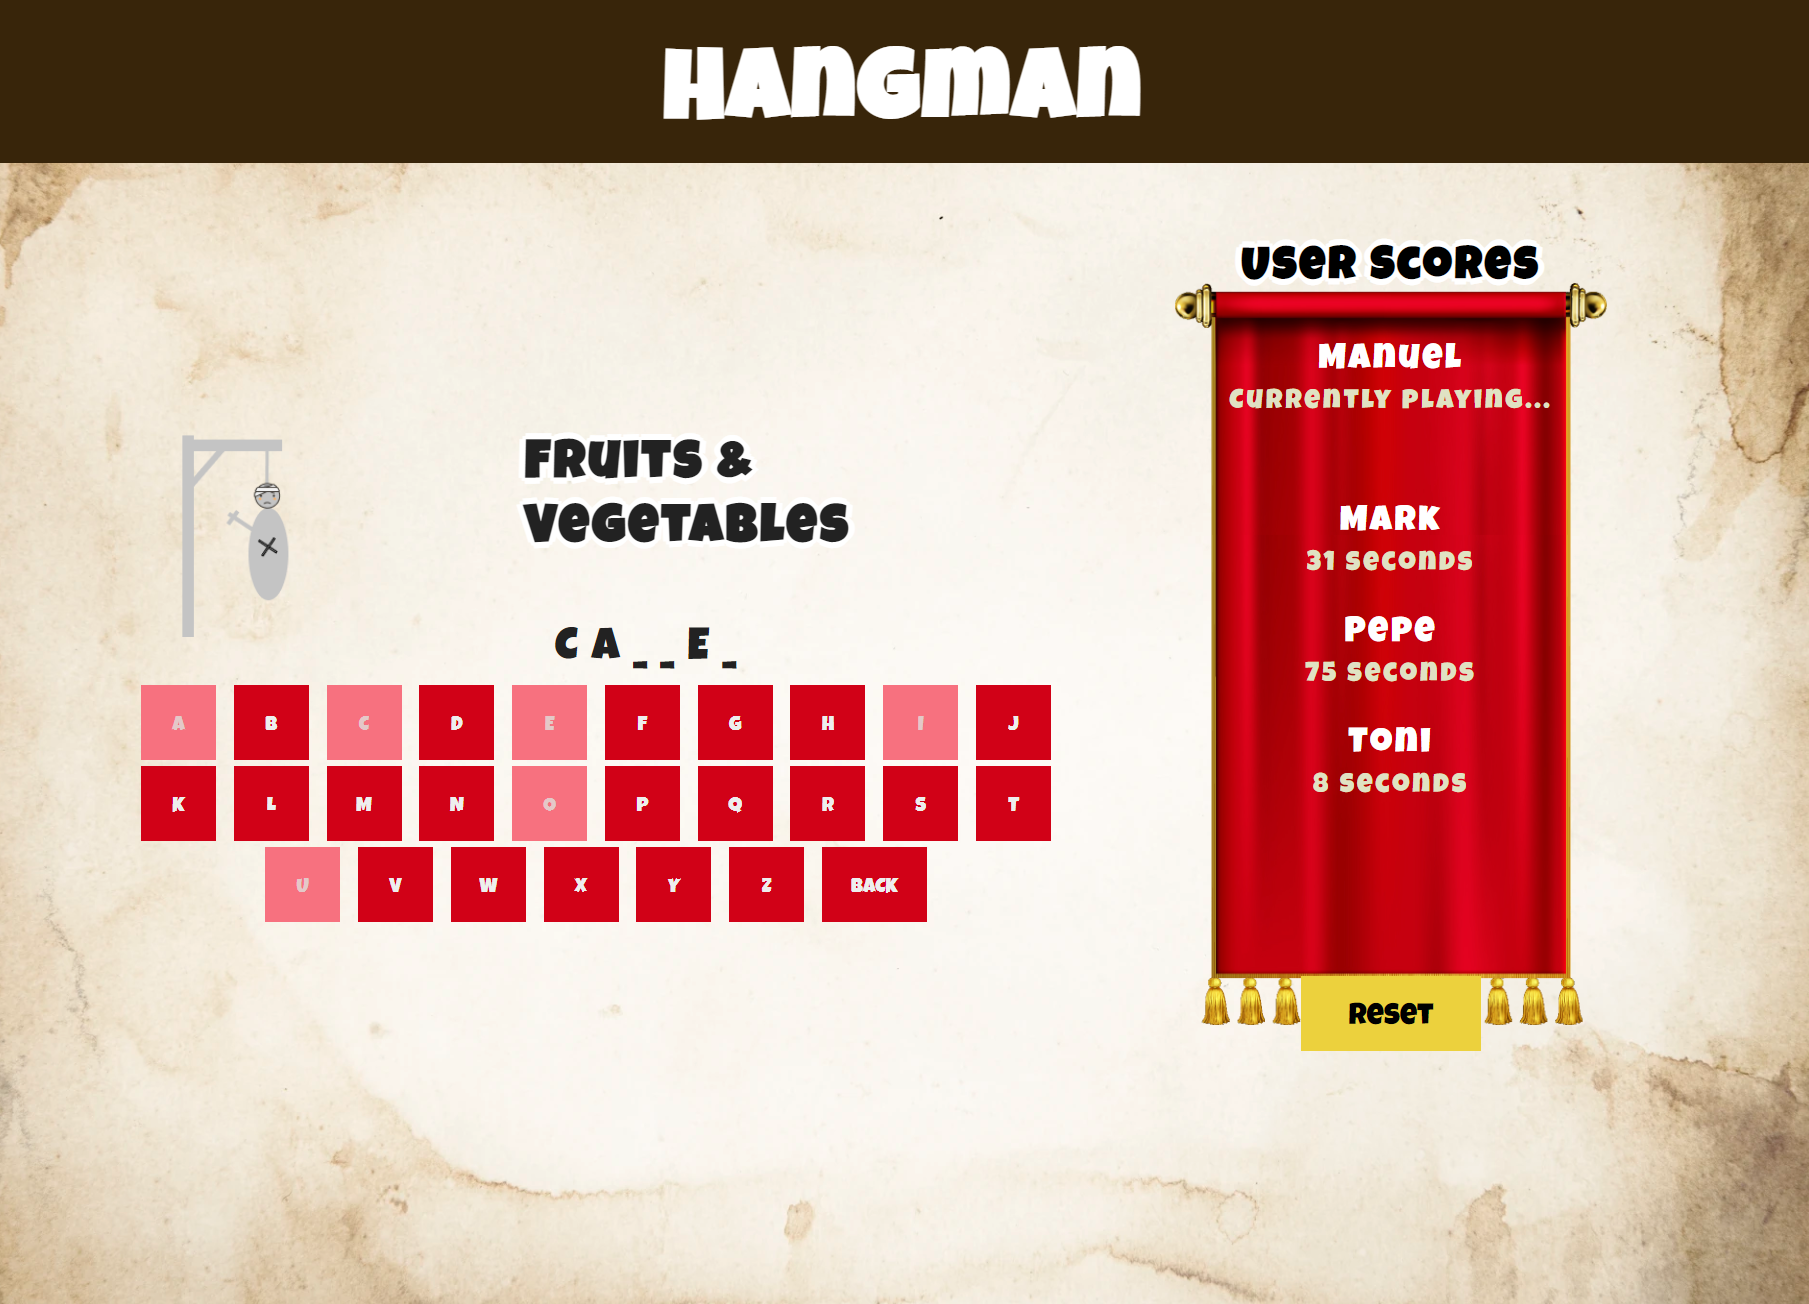 HANGMAN
USER SCORES
MANUEL
CURRENTLY PLAYING...
FRUITS &
VEGETABLES
MARK
31 SECONDS
PEPE
75 SECONDS
C A _ _ E _
A B C D E F G H I J
TONI
8 SECONDS
K L M N O P Q R S T
U V W X Y Z BACK
RESET